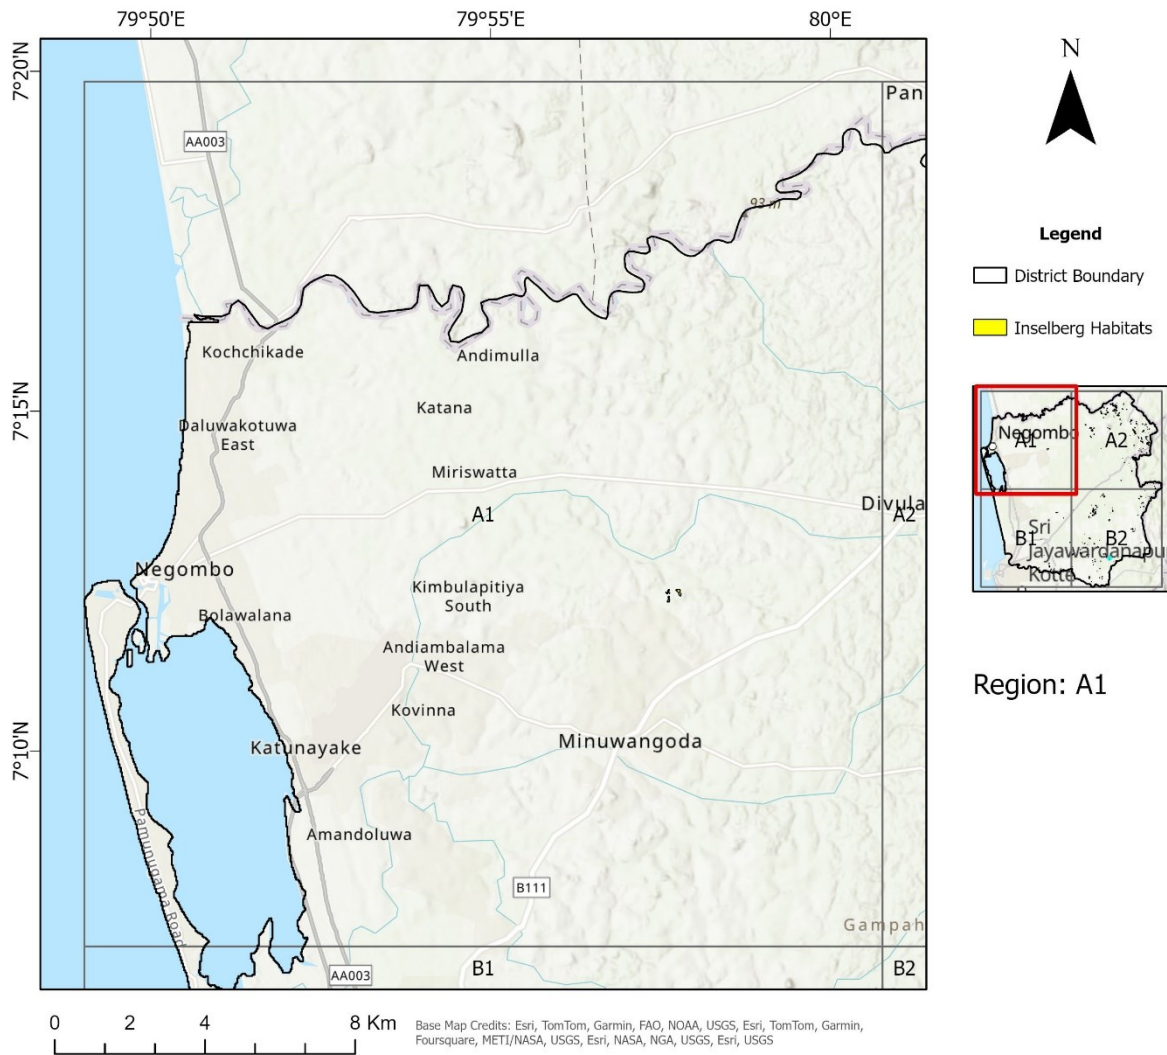 79°50'E
79°55'E
80°E
7°20'N
7°15'N
7°10'N
Pan
AA003
93 m
Kochchikade
Andimulla
Katana
Daluwakotuwa
East
Miriswatta
A1
Divula
A2
Negombo
Kimbulapitiya
South
Bolawalana
Andiambalama
West
Kovinna
Katunayake
Minuwangoda
Amandoluwa
Pamunugama Road
B111
Gampah
AA003
B1
B2
N
Legend
District Boundary
Inselberg Habitats
Negombo
A1
A2
B1
B2
Sri
Jayawardanapur
Kotte
Region: A1
0 2 4 8 Km
Base Map Credits: Esri, TomTom, Garmin, FAO, NOAA, USGS, Esri, TomTom, Garmin,
Foursquare, METI/NASA, USGS, Esri, NASA, NGA, USGS, Esri, USGS